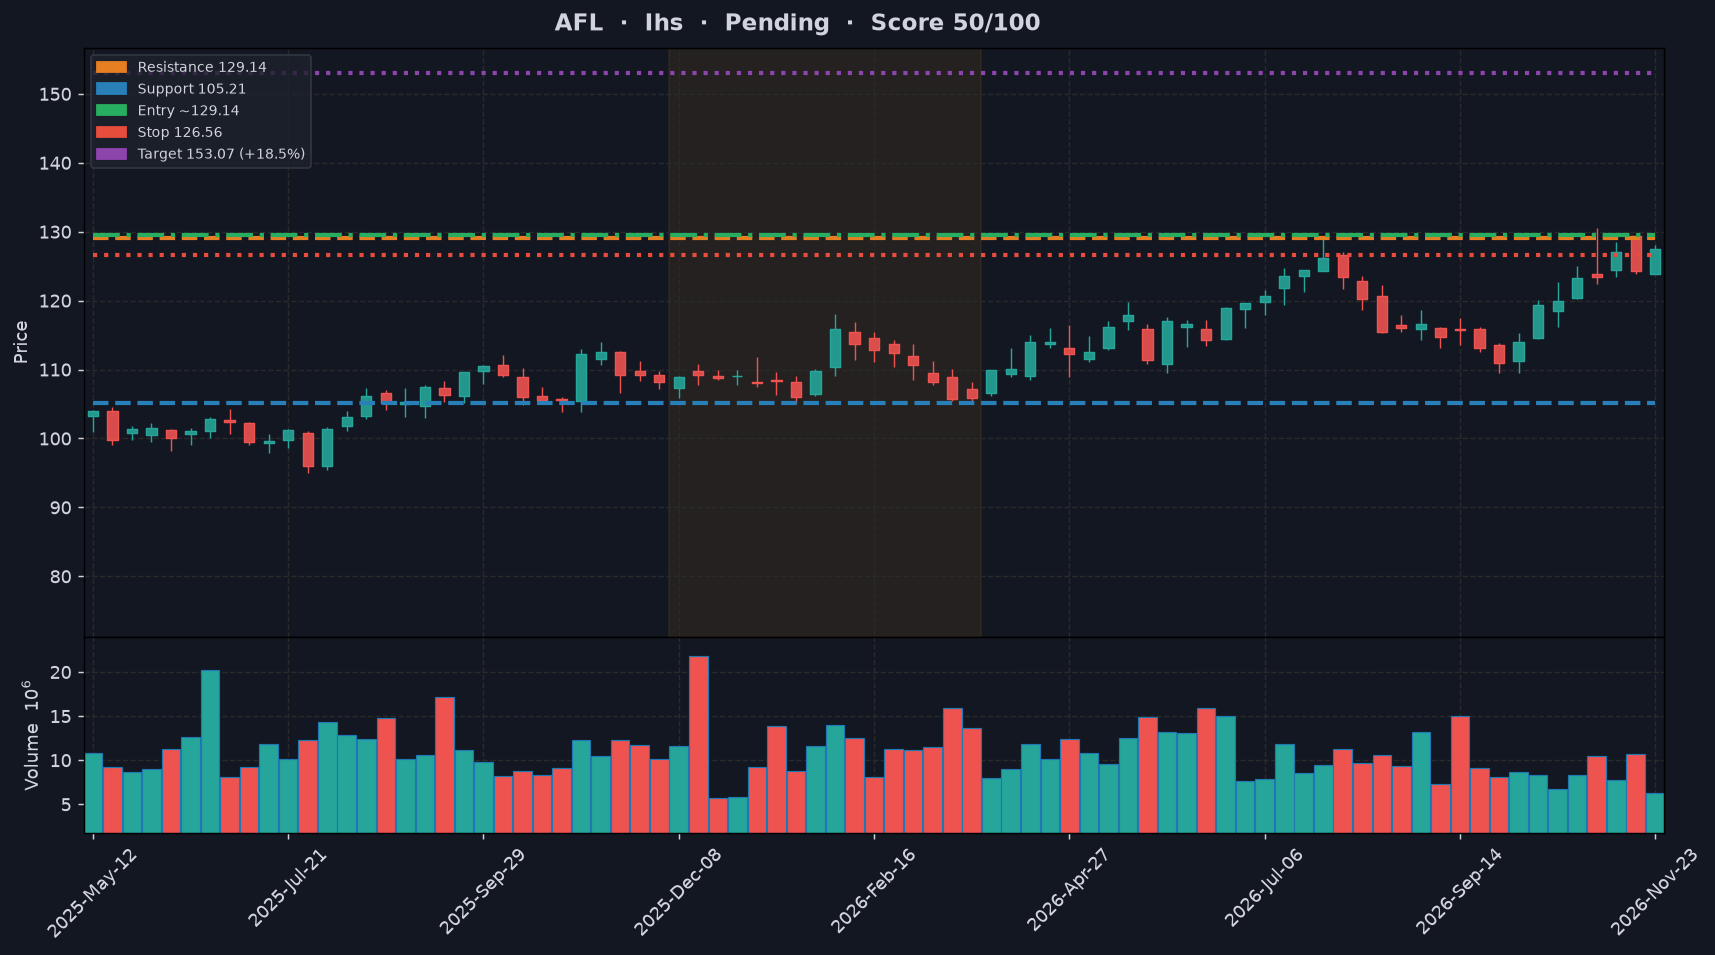 AFL · Ihs · Pending · Score 50/100
Resistance 129.14
Support 105.21
Entry ~129.14
Stop 126.56
Target 153.07 (+18.5%)
Price
150
140
130
120
110
100
90
80
Volume 10⁶
20
15
10
5
2025-May-12
2025-Jul-21
2025-Sep-29
2025-Dec-08
2026-Feb-16
2026-Apr-27
2026-Jul-06
2026-Sep-14
2026-Nov-23